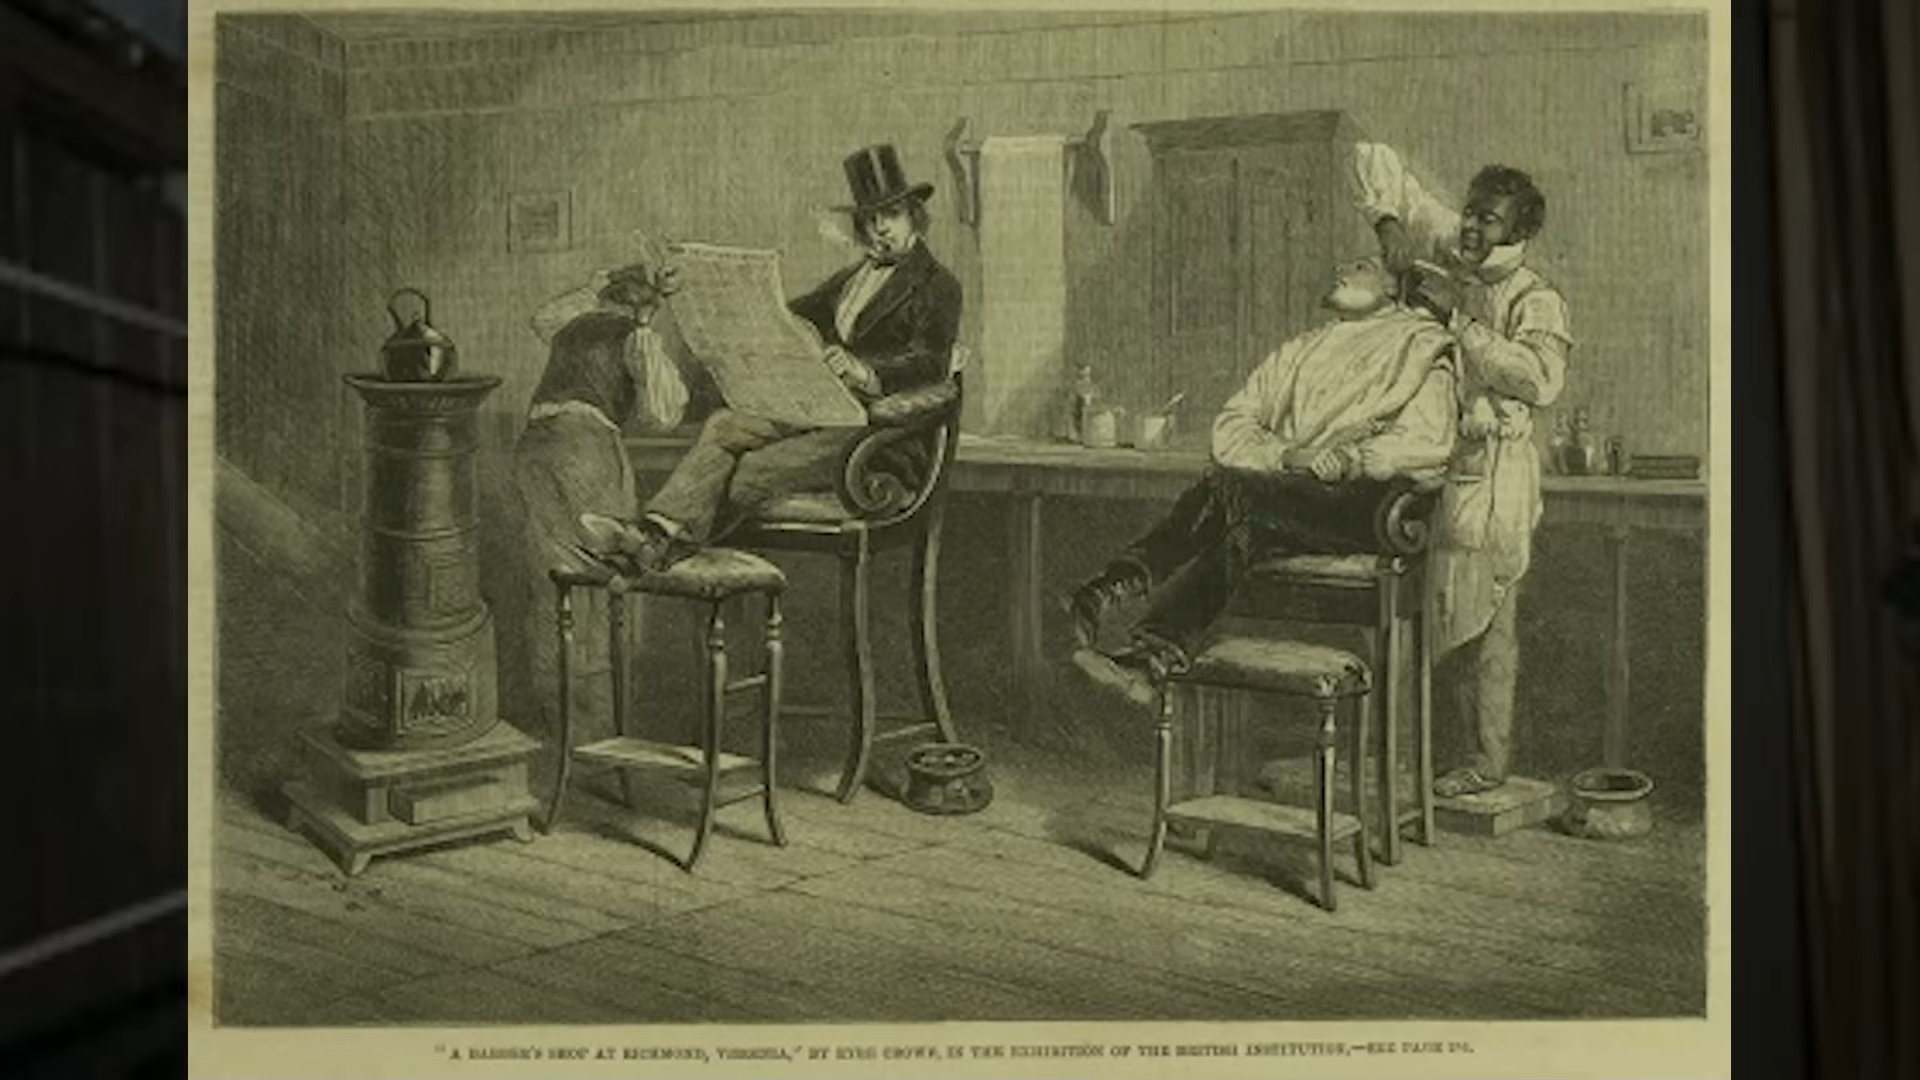 "A BARBER'S SHOP AT RICHMOND, VIRGINIA," BY EYRE CROWE, IN THE EXHIBITION OF THE BRITISH INSTITUTION,—SEE PAGE